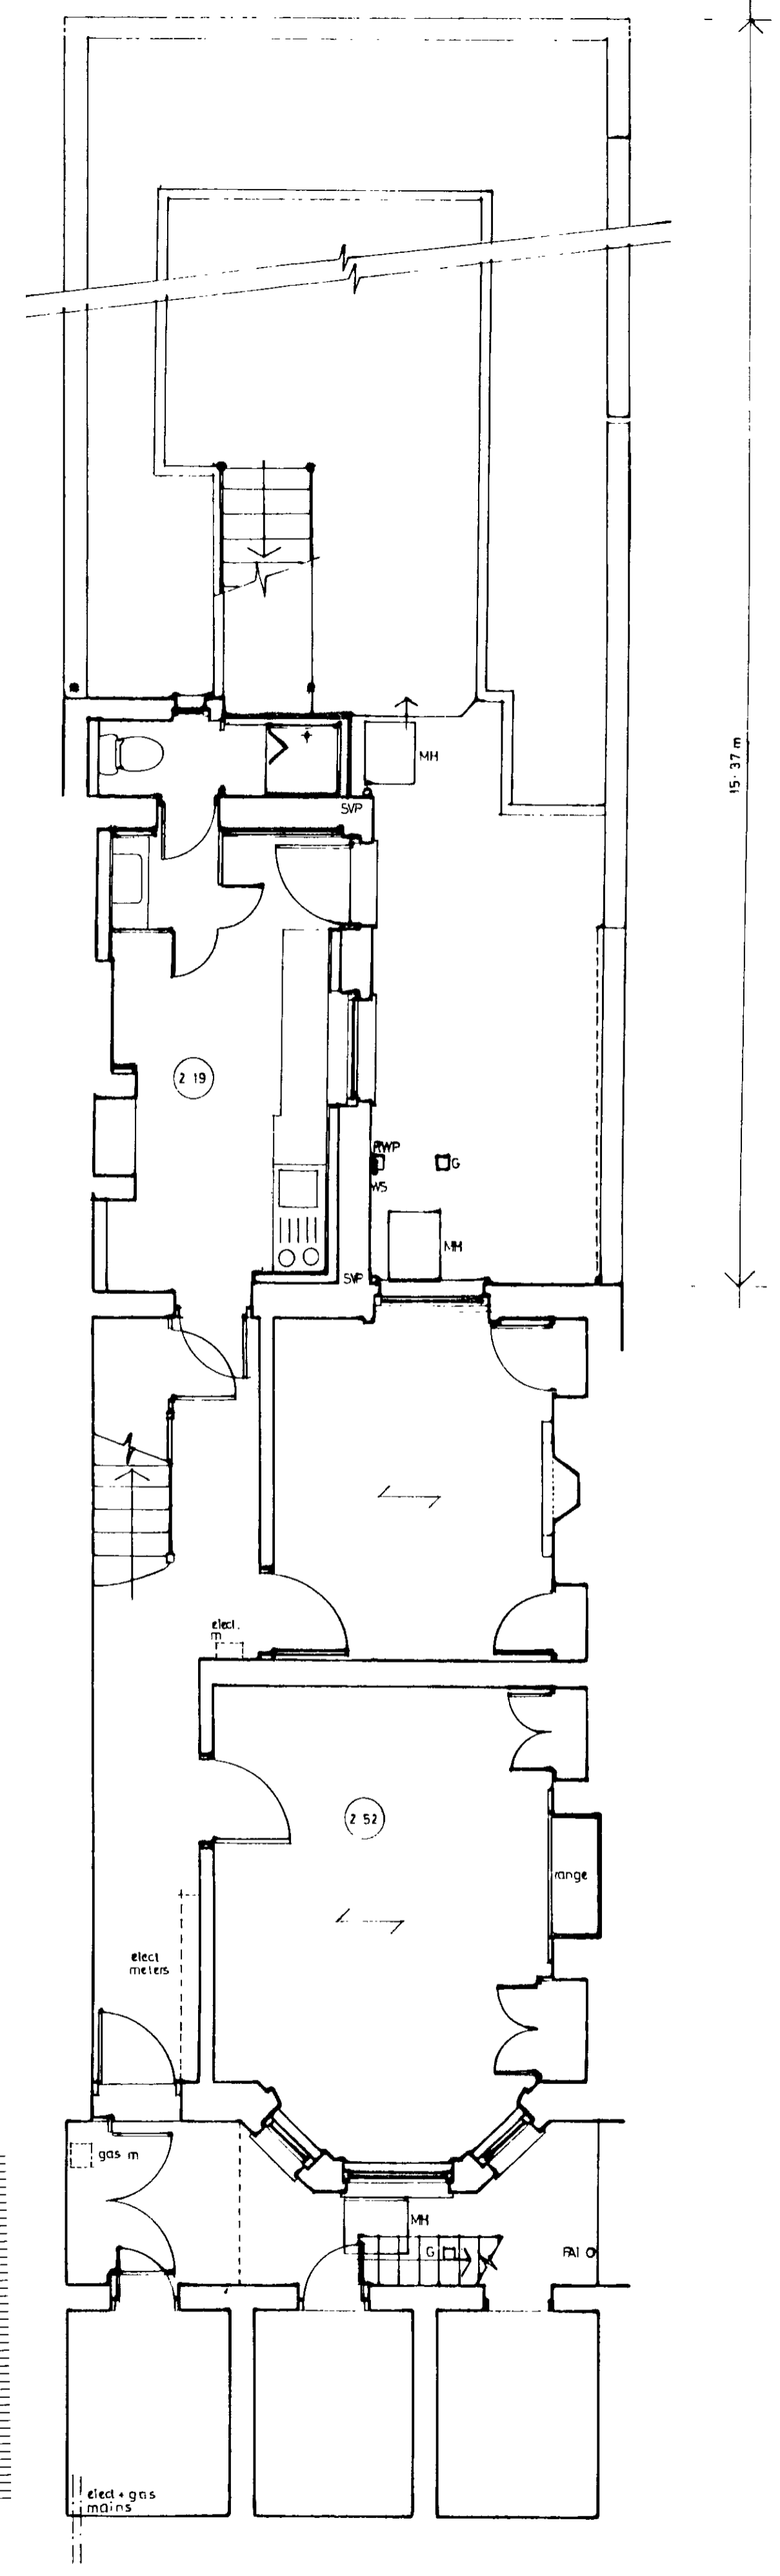 MH
SVP
15·37 m
2 19
RWP
G
WS
MH
SVP
elect.
m
2 52
range
elect
meters
gas m
MH
G
FAI
elect + gas
mains